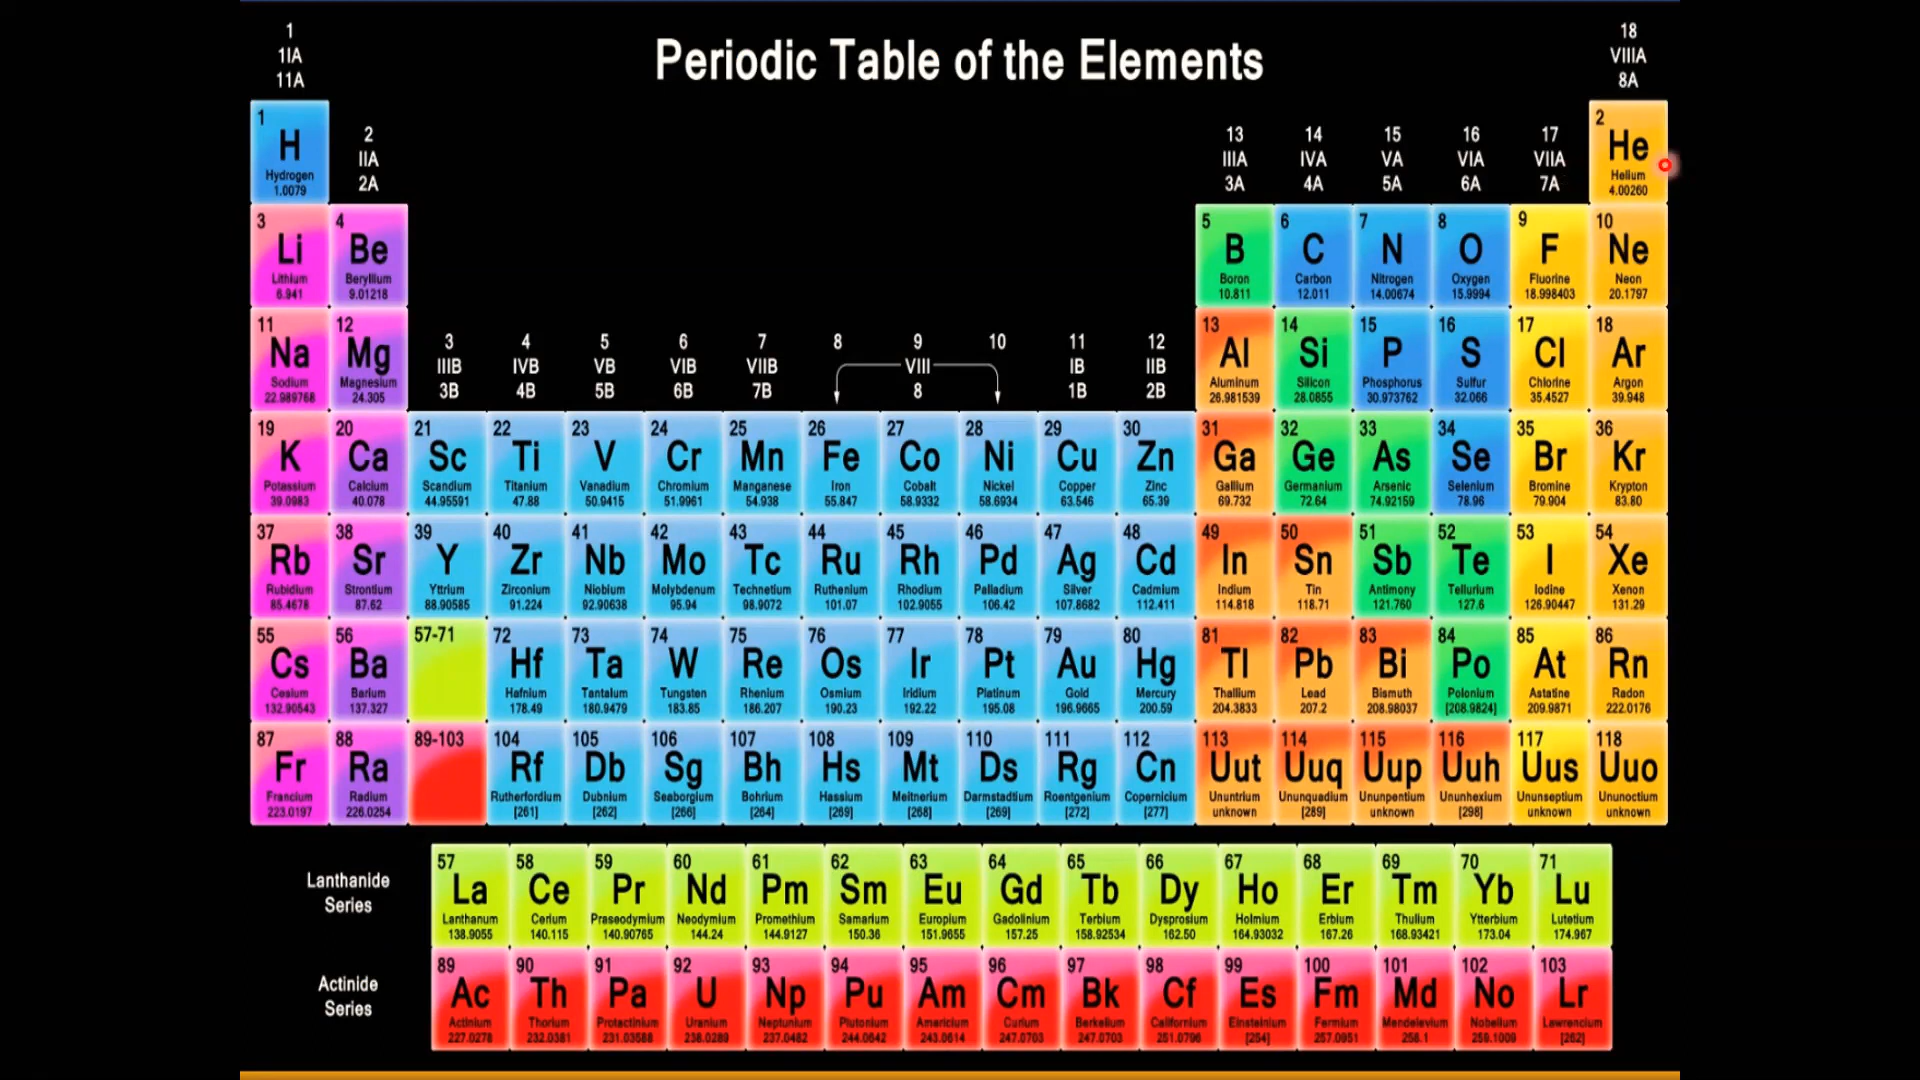 Periodic Table of the Elements
1
1IA
11A
18
VIIIA
8A
1
H
Hydrogen
1.0079
2
IIA
2A
13
IIIA
3A
14
IVA
4A
15
VA
5A
16
VIA
6A
17
VIIA
7A
2
He
Helium
4.00260
3
Li
Lithium
6.941
4
Be
Beryllium
9.01218
5
B
Boron
10.811
6
C
Carbon
12.011
7
N
Nitrogen
14.00674
8
O
Oxygen
15.9994
9
F
Fluorine
18.998403
10
Ne
Neon
20.1797
11
Na
Sodium
22.989768
12
Mg
Magnesium
24.305
3
IIIB
3B
4
IVB
4B
5
VB
5B
6
VIB
6B
7
VIIB
7B
8
9
10
VIII
8
11
IB
1B
12
IIB
2B
13
Al
Aluminum
26.981539
14
Si
Silicon
28.0855
15
P
Phosphorus
30.973762
16
S
Sulfur
32.066
17
Cl
Chlorine
35.4527
18
Ar
Argon
39.948
19
K
Potassium
39.0983
20
Ca
Calcium
40.078
21
Sc
Scandium
44.95591
22
Ti
Titanium
47.88
23
V
Vanadium
50.9415
24
Cr
Chromium
51.9961
25
Mn
Manganese
54.938
26
Fe
Iron
55.847
27
Co
Cobalt
58.9332
28
Ni
Nickel
58.6934
29
Cu
Copper
63.546
30
Zn
Zinc
65.39
31
Ga
Gallium
69.732
32
Ge
Germanium
72.64
33
As
Arsenic
74.92159
34
Se
Selenium
78.96
35
Br
Bromine
79.904
36
Kr
Krypton
83.80
37
Rb
Rubidium
85.4678
38
Sr
Strontium
87.62
39
Y
Yttrium
88.90585
40
Zr
Zirconium
91.224
41
Nb
Niobium
92.90638
42
Mo
Molybdenum
95.94
43
Tc
Technetium
98.9072
44
Ru
Ruthenium
101.07
45
Rh
Rhodium
102.9055
46
Pd
Palladium
106.42
47
Ag
Silver
107.8682
48
Cd
Cadmium
112.411
49
In
Indium
114.818
50
Sn
Tin
118.71
51
Sb
Antimony
121.760
52
Te
Tellurium
127.6
53
I
Iodine
126.90447
54
Xe
Xenon
131.29
55
Cs
Cesium
132.90543
56
Ba
Barium
137.327
57-71
72
Hf
Hafnium
178.49
73
Ta
Tantalum
180.9479
74
W
Tungsten
183.85
75
Re
Rhenium
186.207
76
Os
Osmium
190.23
77
Ir
Iridium
192.22
78
Pt
Platinum
195.08
79
Au
Gold
196.9665
80
Hg
Mercury
200.59
81
Tl
Thallium
204.3833
82
Pb
Lead
207.2
83
Bi
Bismuth
208.98037
84
Po
Polonium
[208.9824]
85
At
Astatine
209.9871
86
Rn
Radon
222.0176
87
Fr
Francium
223.0197
88
Ra
Radium
226.0254
89-103
104
Rf
Rutherfordium
[261]
105
Db
Dubnium
[262]
106
Sg
Seaborgium
[266]
107
Bh
Bohrium
[264]
108
Hs
Hassium
[269]
109
Mt
Meitnerium
[268]
110
Ds
Darmstadtium
[269]
111
Rg
Roentgenium
[272]
112
Cn
Copernicium
[277]
113
Uut
Ununtrium
unknown
114
Uuq
Ununquadium
[289]
115
Uup
Ununpentium
unknown
116
Uuh
Ununhexium
[298]
117
Uus
Ununseptium
unknown
118
Uuo
Ununoctium
unknown
Lanthanide
Series
57
La
Lanthanum
138.9055
58
Ce
Cerium
140.115
59
Pr
Praseodymium
140.90765
60
Nd
Neodymium
144.24
61
Pm
Promethium
144.9127
62
Sm
Samarium
150.36
63
Eu
Europium
151.9655
64
Gd
Gadolinium
157.25
65
Tb
Terbium
158.92534
66
Dy
Dysprosium
162.50
67
Ho
Holmium
164.93032
68
Er
Erbium
167.26
69
Tm
Thulium
168.93421
70
Yb
Ytterbium
173.04
71
Lu
Lutetium
174.967
Actinide
Series
89
Ac
Actinium
227.0278
90
Th
Thorium
232.0381
91
Pa
Protactinium
231.03588
92
U
Uranium
238.0289
93
Np
Neptunium
237.0482
94
Pu
Plutonium
244.0642
95
Am
Americium
243.0614
96
Cm
Curium
247.0703
97
Bk
Berkelium
247.0703
98
Cf
Californium
251.0796
99
Es
Einsteinium
[254]
100
Fm
Fermium
257.0951
101
Md
Mendelevium
258.1
102
No
Nobelium
259.1009
103
Lr
Lawrencium
[262]